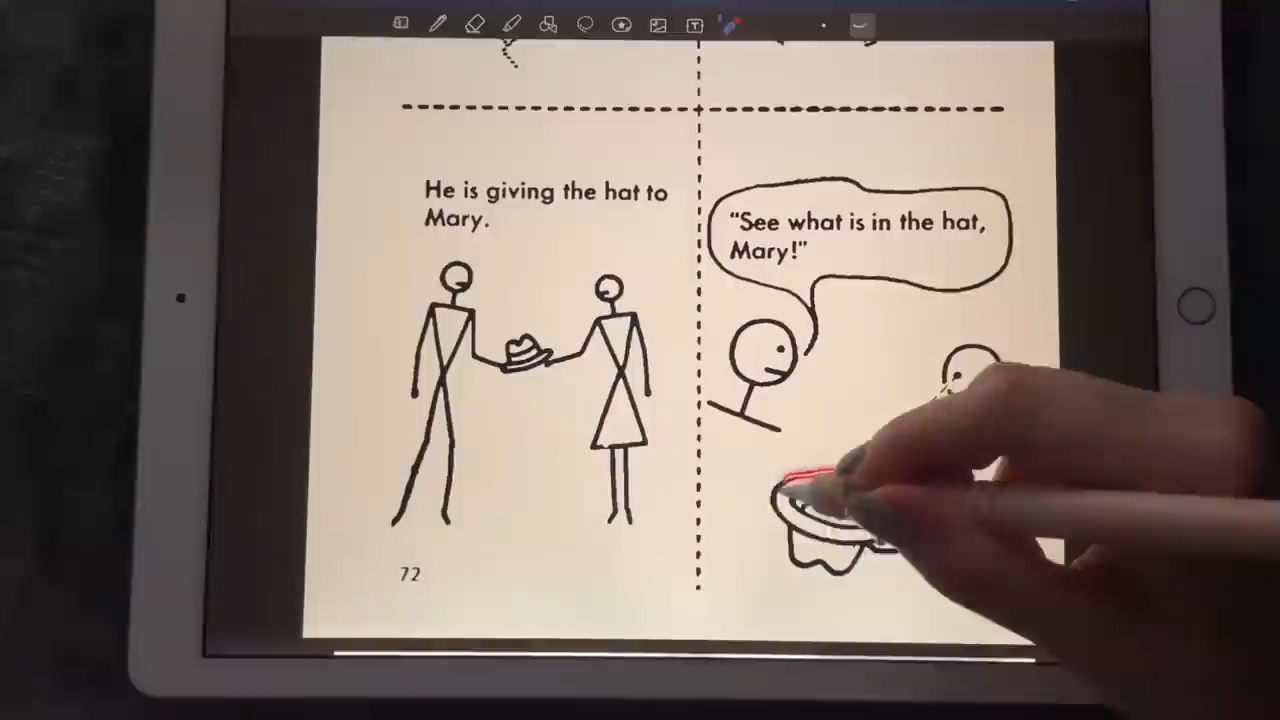 He is giving the hat to
Mary.
"See what is in the hat,
Mary!"
72